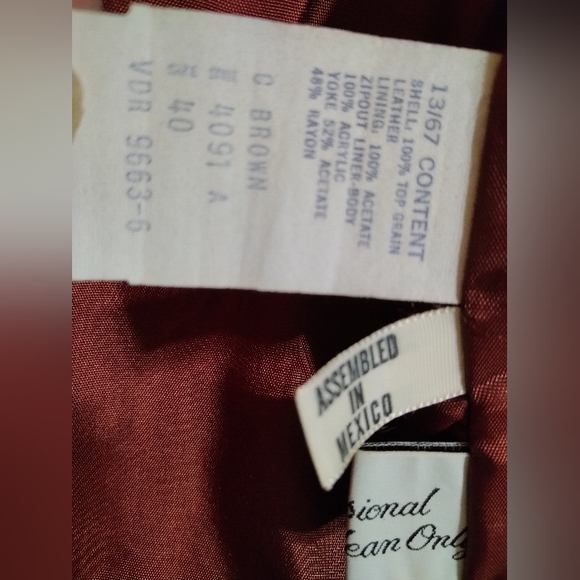 13/67 CONTENT
SHELL: 100% TOP GRAIN
LEATHER
LINING: 100% ACETATE
ZIPOUT LINER-BODY
100% ACRYLIC
YOKE 52% ACETATE
48% RAYON
C BROWN
4091 A
40
VDR 9663-6
ASSEMBLED
IN
MEXICO
sional
lean Only